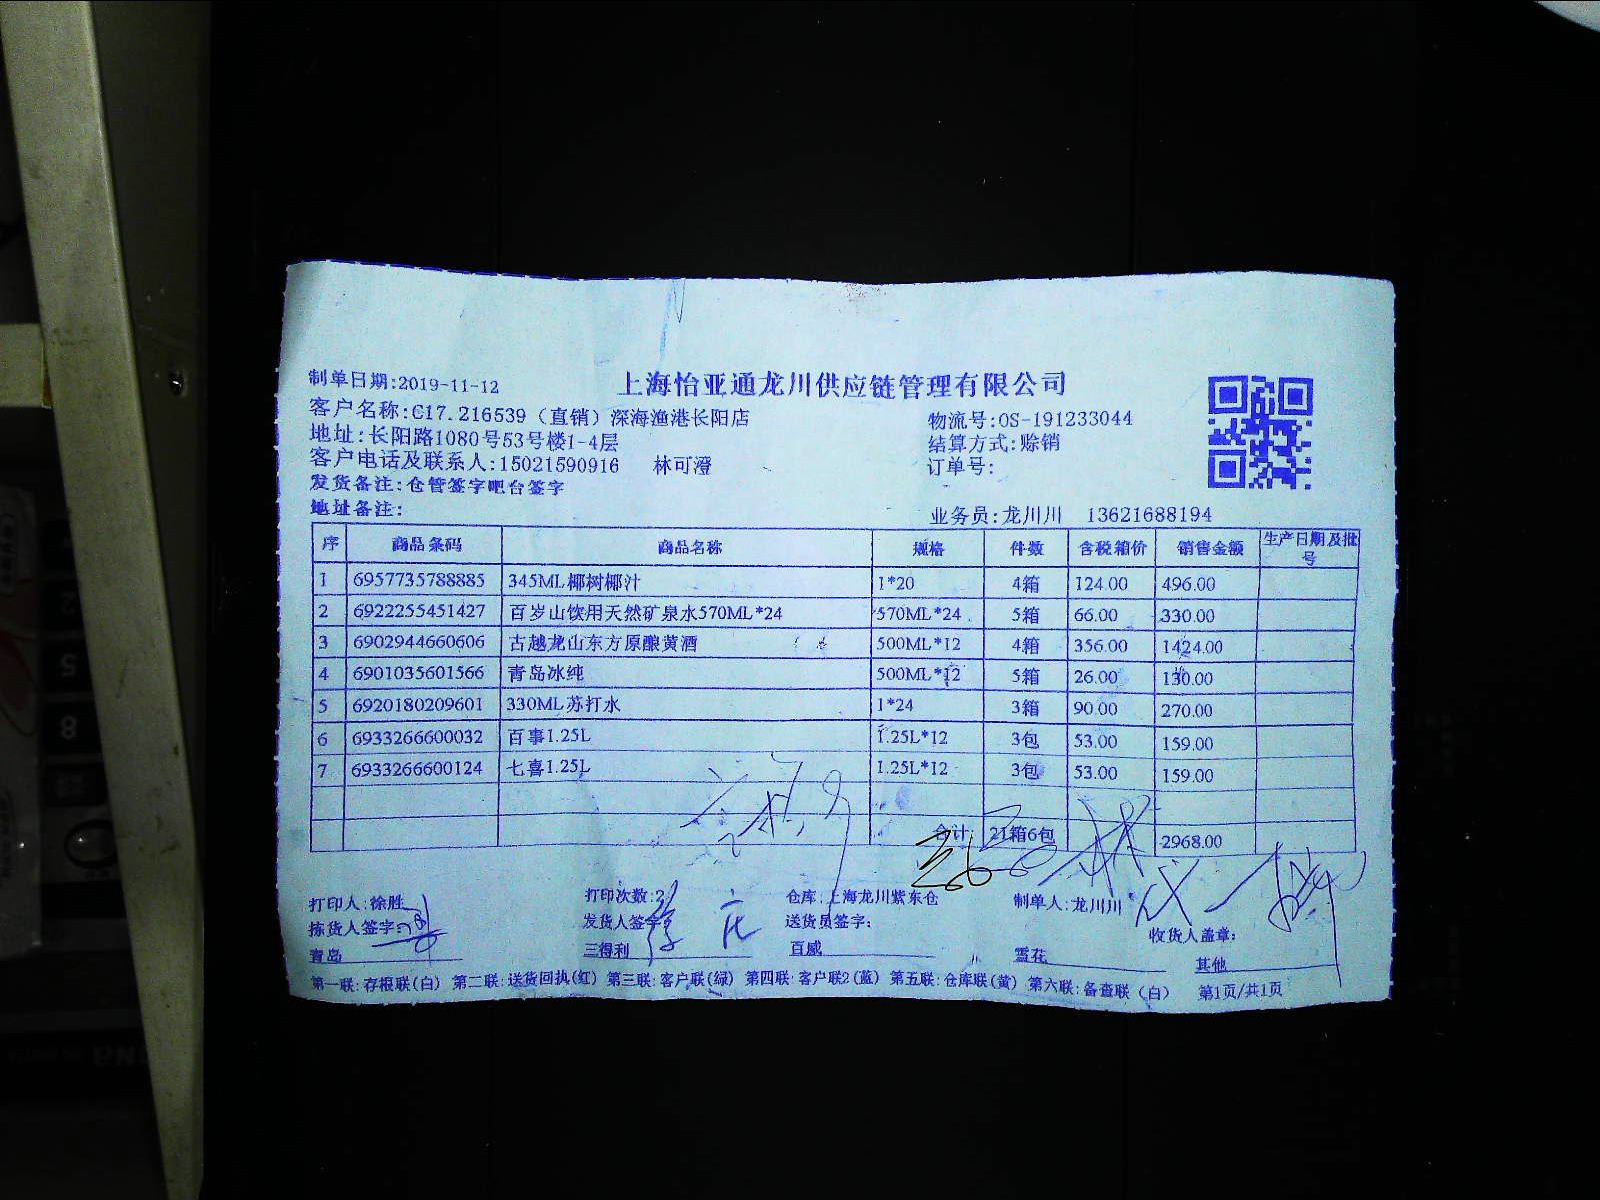 制单日期:2019-11-12
上海怡亚通龙川供应链管理有限公司
客户名称:C17.216539（直销）深海渔港长阳店
物流号:OS-191233044
地址:长阳路1080号53号楼1-4层
结算方式:赊销
客户电话及联系人:15021590916 林可澄
订单号:
发货备注:仓管签字吧台签字
地址备注:
业务员:龙川川 13621688194
序 商品条码 商品名称 规格 件数 含税箱价 销售金额 生产日期及批号
1 6957735788885 345ML椰树椰汁 1*20 4箱 124.00 496.00
2 6922255451427 百岁山饮用天然矿泉水570ML*24 570ML*24 5箱 66.00 330.00
3 6902944660606 古越龙山东方原酿黄酒 500ML*12 4箱 356.00 1424.00
4 6901035601566 青岛冰纯 500ML*12 5箱 26.00 130.00
5 6920180209601 330ML苏打水 1*24 3箱 90.00 270.00
6 6933266600032 百事1.25L 1.25L*12 3包 53.00 159.00
7 6933266600124 七喜1.25L 1.25L*12 3包 53.00 159.00
合计 21箱6包 2968.00
打印人:徐胜 打印次数:2 仓库:上海龙川紫东仓 制单人:龙川川
拣货人签字: 发货人签字 送货员签字: 收货人盖章:
青岛 三得利 百威 雪花 其他
第一联:存根联(白) 第二联:送货回执(红) 第三联:客户联(绿) 第四联:客户联2(蓝) 第五联:仓库联(黄) 第六联:备查联（白） 第1页/共1页